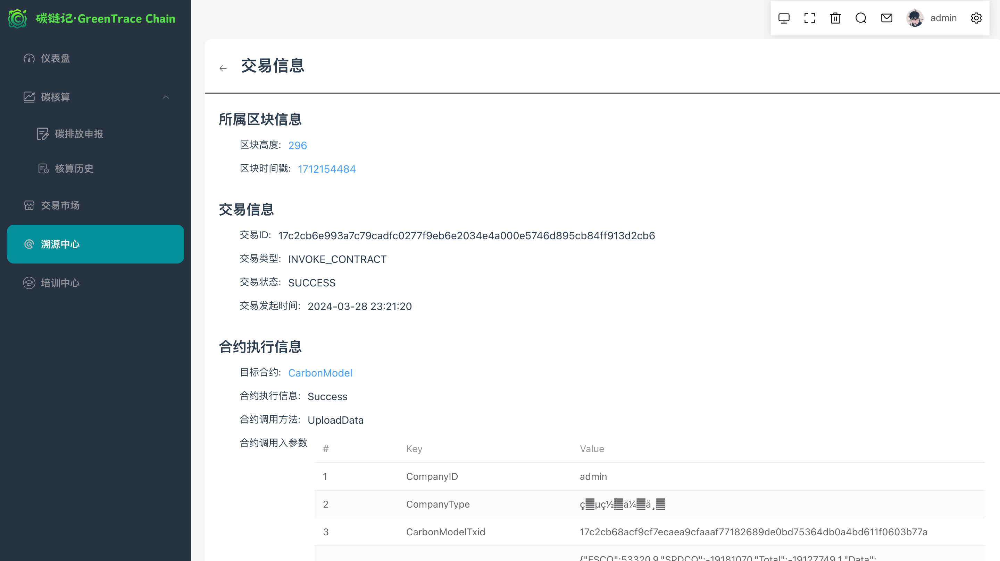 碳链记·GreenTrace Chain
admin
仪表盘
碳核算
碳排放申报
核算历史
交易市场
溯源中心
培训中心
交易信息
所属区块信息
区块高度: 296
区块时间戳: 1712154484
交易信息
交易ID: 17c2cb6e993a7c79cadfc0277f9eb6e2034e4a000e5746d895cb84ff913d2cb6
交易类型: INVOKE_CONTRACT
交易状态: SUCCESS
交易发起时间: 2024-03-28 23:21:20
合约执行信息
目标合约: CarbonModel
合约执行信息: Success
合约调用方法: UploadData
合约调用入参数
# Key Value
1 CompanyID admin
2 CompanyType
3 CarbonModelTxid 17c2cb68acf9cf7ecaea9cfaaaf77182689de0bd75364db0a4bd611f0603b77a
{"FSCO":53320.9,"SPDCO":-19181070,"Total":-19127749.1,"Data":